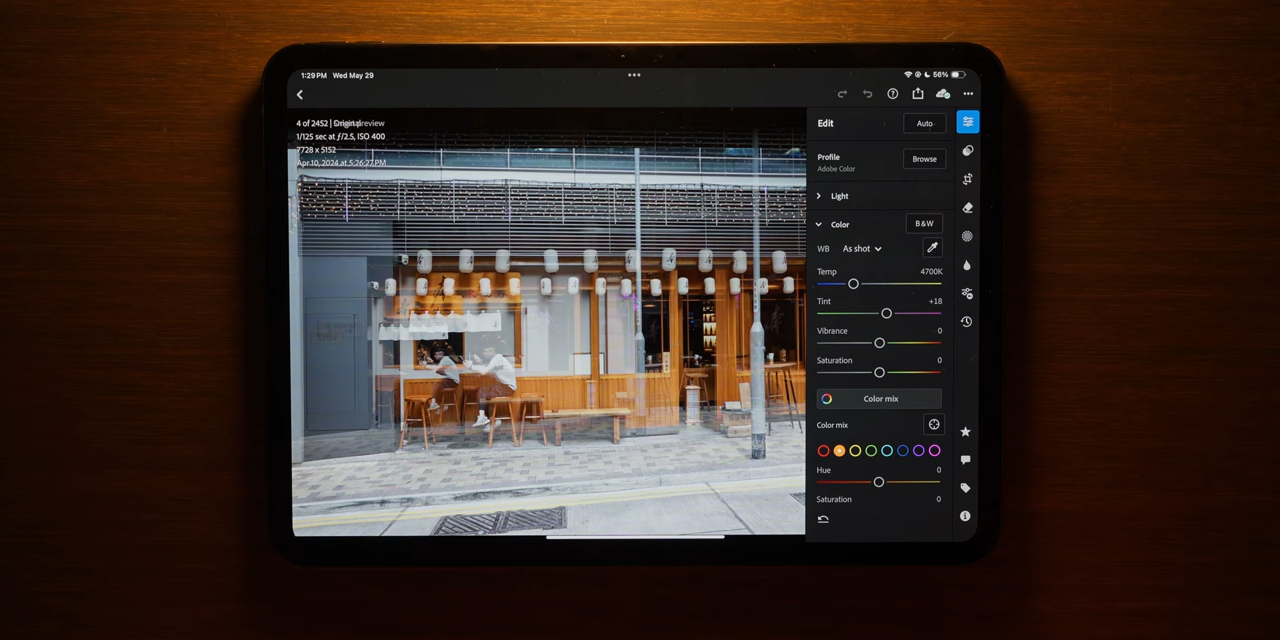 1:29 PM Wed May 29
56%
4 of 2452 | Original preview
1/125 sec at ƒ/2.5, ISO 400
7728 x 5152
Apr 10, 2024 at 5:26:27 PM
Edit
Auto
Profile
Adobe Color
Browse
Light
Color
B&W
WB As shot
Temp 4700K
Tint +18
Vibrance 0
Saturation 0
Color mix
Color mix
Hue 0
Saturation 0